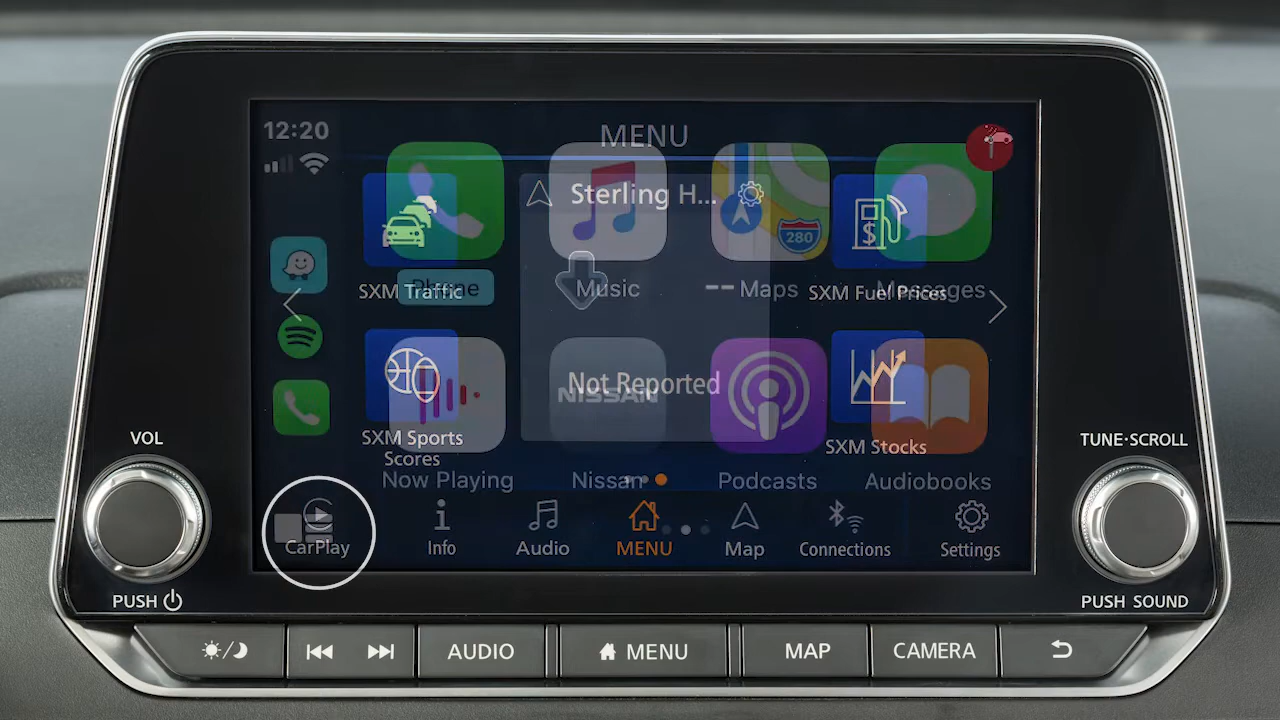 12:20
MENU
Sterling H...
280
SXM Traffic
Phone
Music
-- Maps
SXM Fuel Prices
Messages
Not Reported
NISSAN
SXM Sports
Scores
SXM Stocks
Now Playing
Nissan
Podcasts
Audiobooks
CarPlay
Info
Audio
MENU
Map
Connections
Settings
VOL
PUSH
TUNE·SCROLL
PUSH SOUND
AUDIO
MENU
MAP
CAMERA